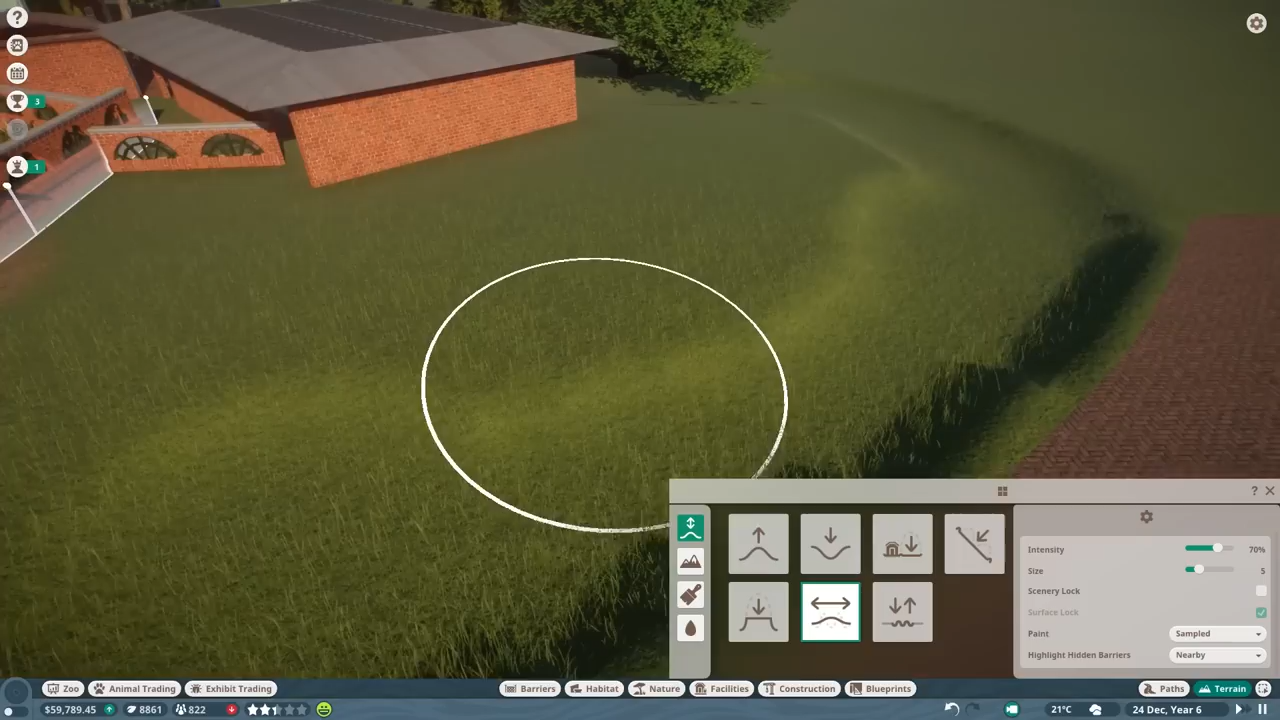 ?
3
1
? ×
Intensity 70%
Size 5
Scenery Lock
Surface Lock
Paint Sampled
Highlight Hidden Barriers Nearby
Zoo Animal Trading Exhibit Trading Barriers Habitat Nature Facilities Construction Blueprints Paths Terrain
$59,789.45 8861 822 21°C 24 Dec, Year 6